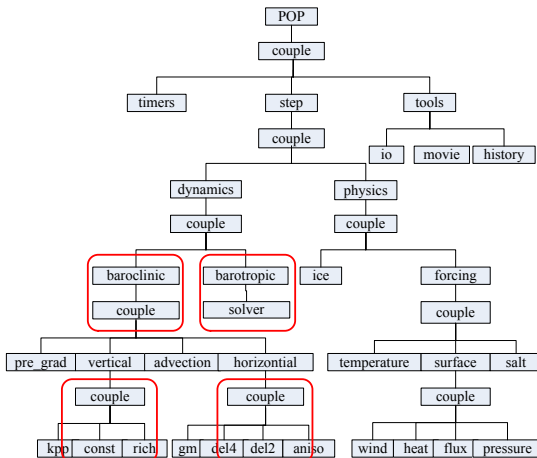 POP
couple
timers step tools
couple
io movie history
dynamics physics
couple couple
baroclinic barotropic ice forcing
couple solver couple
pre_grad vertical advection horizontial temperature surface salt
couple couple couple
kpp const rich gm del4 del2 aniso wind heat flux pressure